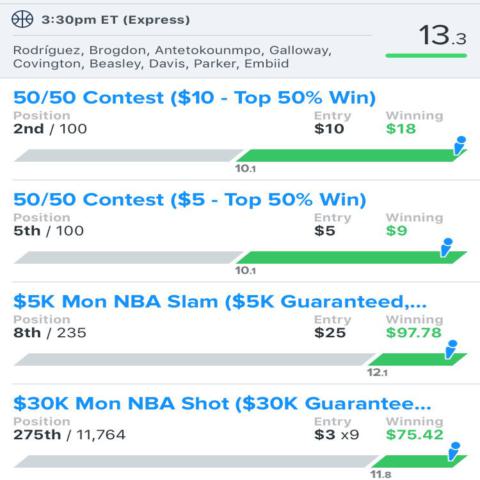 3:30pm ET (Express)
13.3
Rodríguez, Brogdon, Antetokounmpo, Galloway,
Covington, Beasley, Davis, Parker, Embiid
50/50 Contest ($10 - Top 50% Win)
Position Entry Winning
2nd / 100 $10 $18
10.1
50/50 Contest ($5 - Top 50% Win)
Position Entry Winning
5th / 100 $5 $9
10.1
$5K Mon NBA Slam ($5K Guaranteed,...
Position Entry Winning
8th / 235 $25 $97.78
12.1
$30K Mon NBA Shot ($30K Guarantee...
Position Entry Winning
275th / 11,764 $3 x9 $75.42
11.8